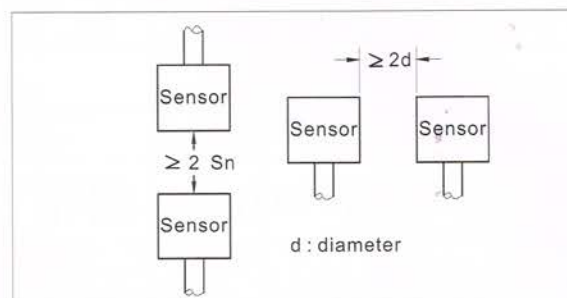 Sensor
≥ 2 Sn
Sensor
≥ 2d
Sensor
Sensor
d : diameter